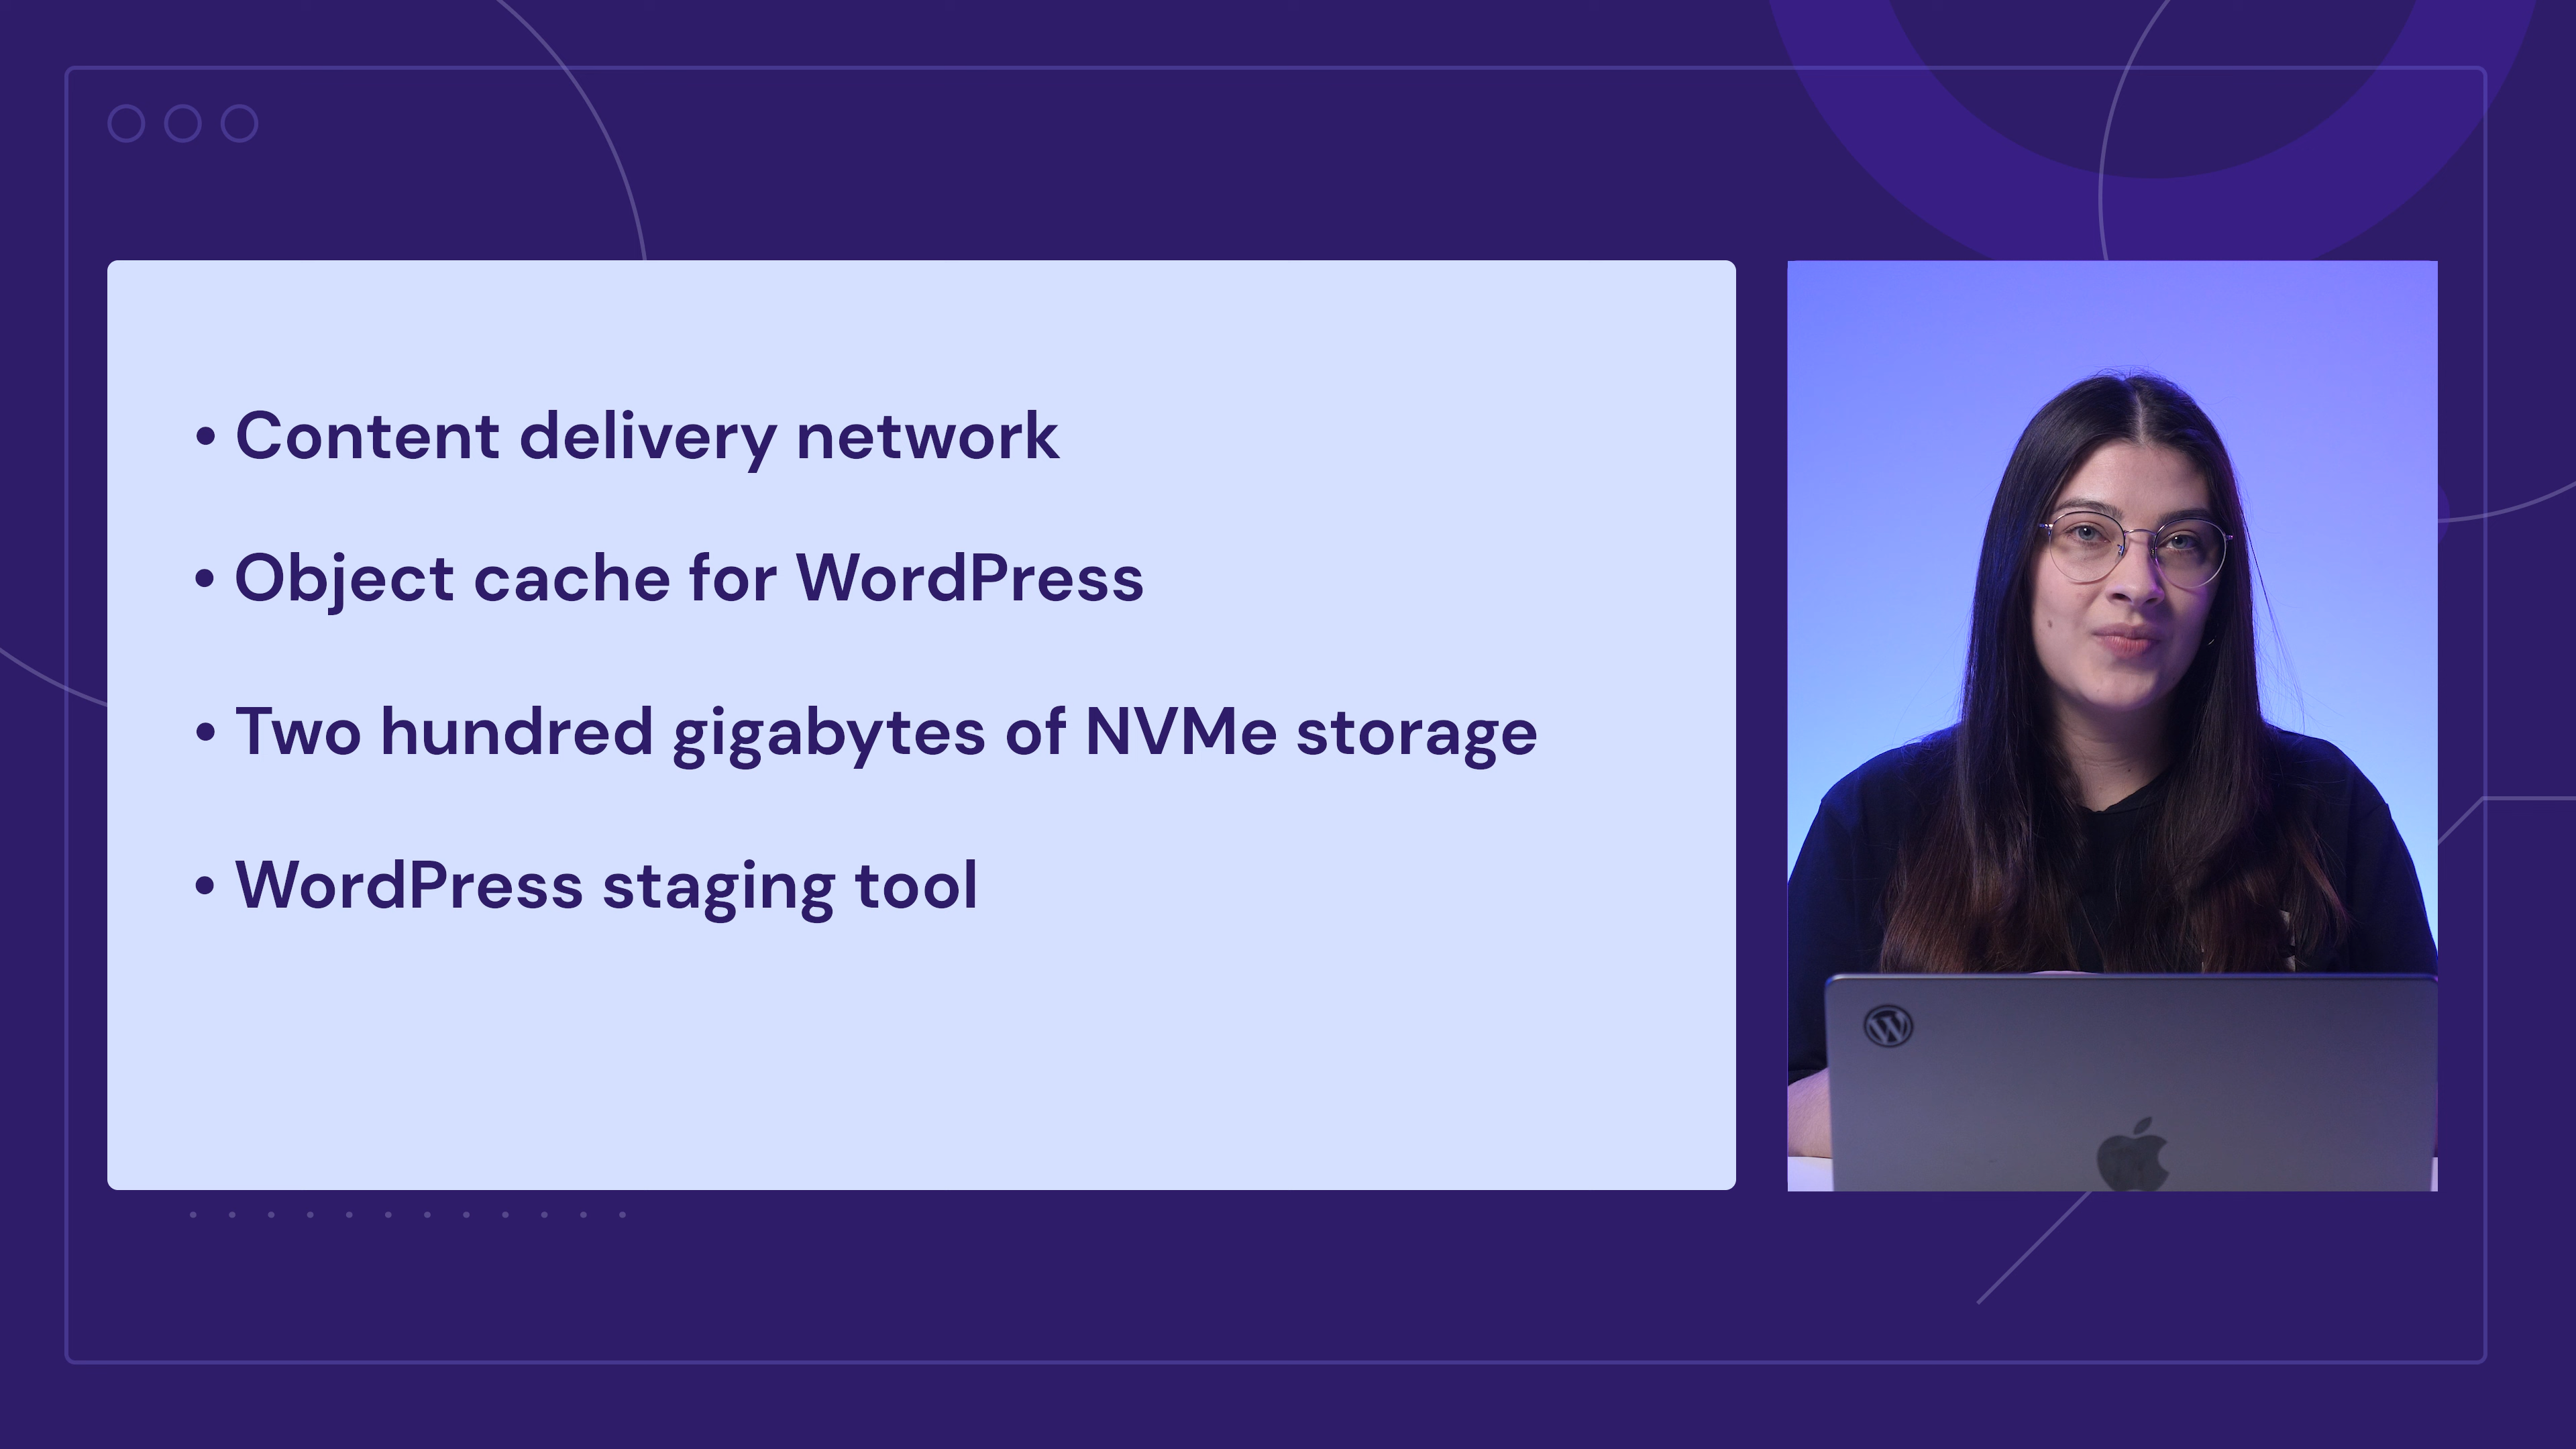 • Content delivery network
• Object cache for WordPress
• Two hundred gigabytes of NVMe storage
• WordPress staging tool